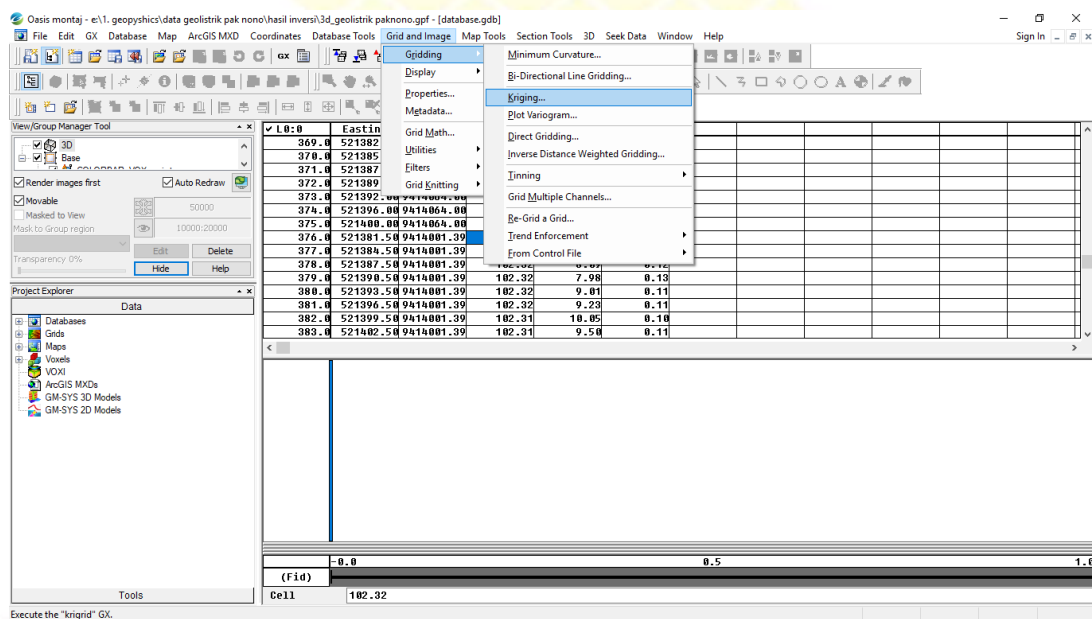 Oasis montaj - e:\1. geopyshics\data geolistrik pak nono\hasil inversi\3d_geolistrik paknono.gpf - [database.gdb]
File Edit GX Database Map ArcGIS MXD Coordinates Database Tools Grid and Image Map Tools Section Tools 3D Seek Data Window Help Sign In
GX
Gridding
Display
Properties...
Metadata...
Grid Math...
Utilities
Filters
Grid Knitting
Minimum Curvature...
Bi-Directional Line Gridding...
Kriging...
Plot Variogram...
Direct Gridding...
Inverse Distance Weighted Gridding...
Tinning
Grid Multiple Channels...
Re-Grid a Grid...
Trend Enforcement
From Control File
View/Group Manager Tool
3D
Base
Render images first Auto Redraw
Movable
Masked to View
50000
Mask to Group region 10000:20000
Edit Delete
Transparency 0%
Hide Help
Project Explorer
Data
Databases
Grids
Maps
Voxels
VOXI
ArcGIS MXDs
GM-SYS 3D Models
GM-SYS 2D Models
Tools
L0:0 Eastin
369.0 521382
370.0 521385
371.0 521387
372.0 521389
373.0 521392.00 9414064.00
374.0 521396.00 9414064.00
375.0 521400.00 9414064.00
376.0 521381.50 9414001.39
377.0 521384.50 9414001.39
378.0 521387.50 9414001.39 102.32 0.12
379.0 521390.50 9414001.39 102.32 7.98 0.13
380.0 521393.50 9414001.39 102.32 9.01 0.11
381.0 521396.50 9414001.39 102.32 9.23 0.11
382.0 521399.50 9414001.39 102.31 10.05 0.10
383.0 521402.50 9414001.39 102.31 9.50 0.11
-0.0 0.5 1.0
(Fid)
Cell 102.32
Execute the "krigrid" GX.